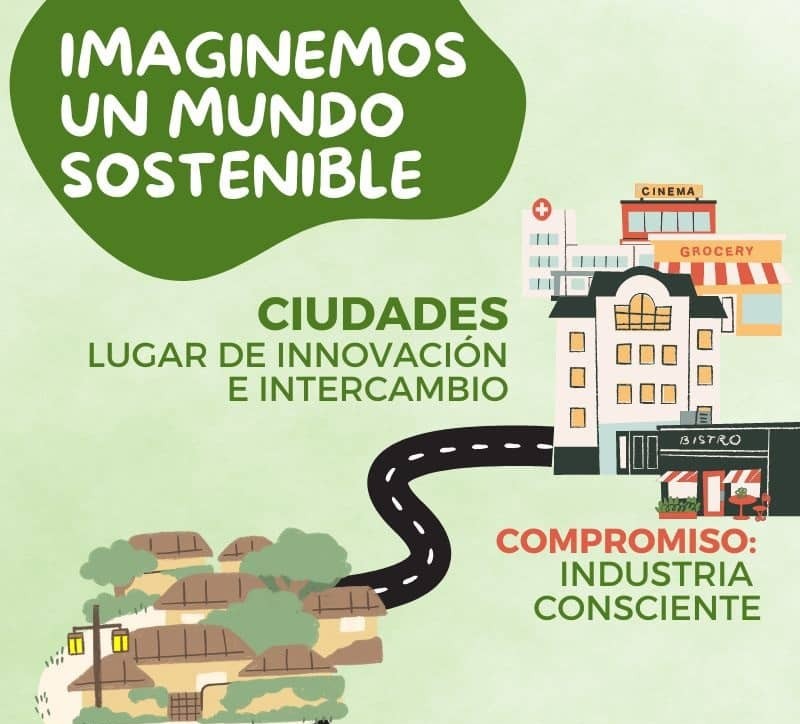 IMAGINEMOS
UN MUNDO
SOSTENIBLE
CINEMA
GROCERY
CIUDADES
LUGAR DE INNOVACIÓN
E INTERCAMBIO
BISTRO
COMPROMISO:
INDUSTRIA
CONSCIENTE